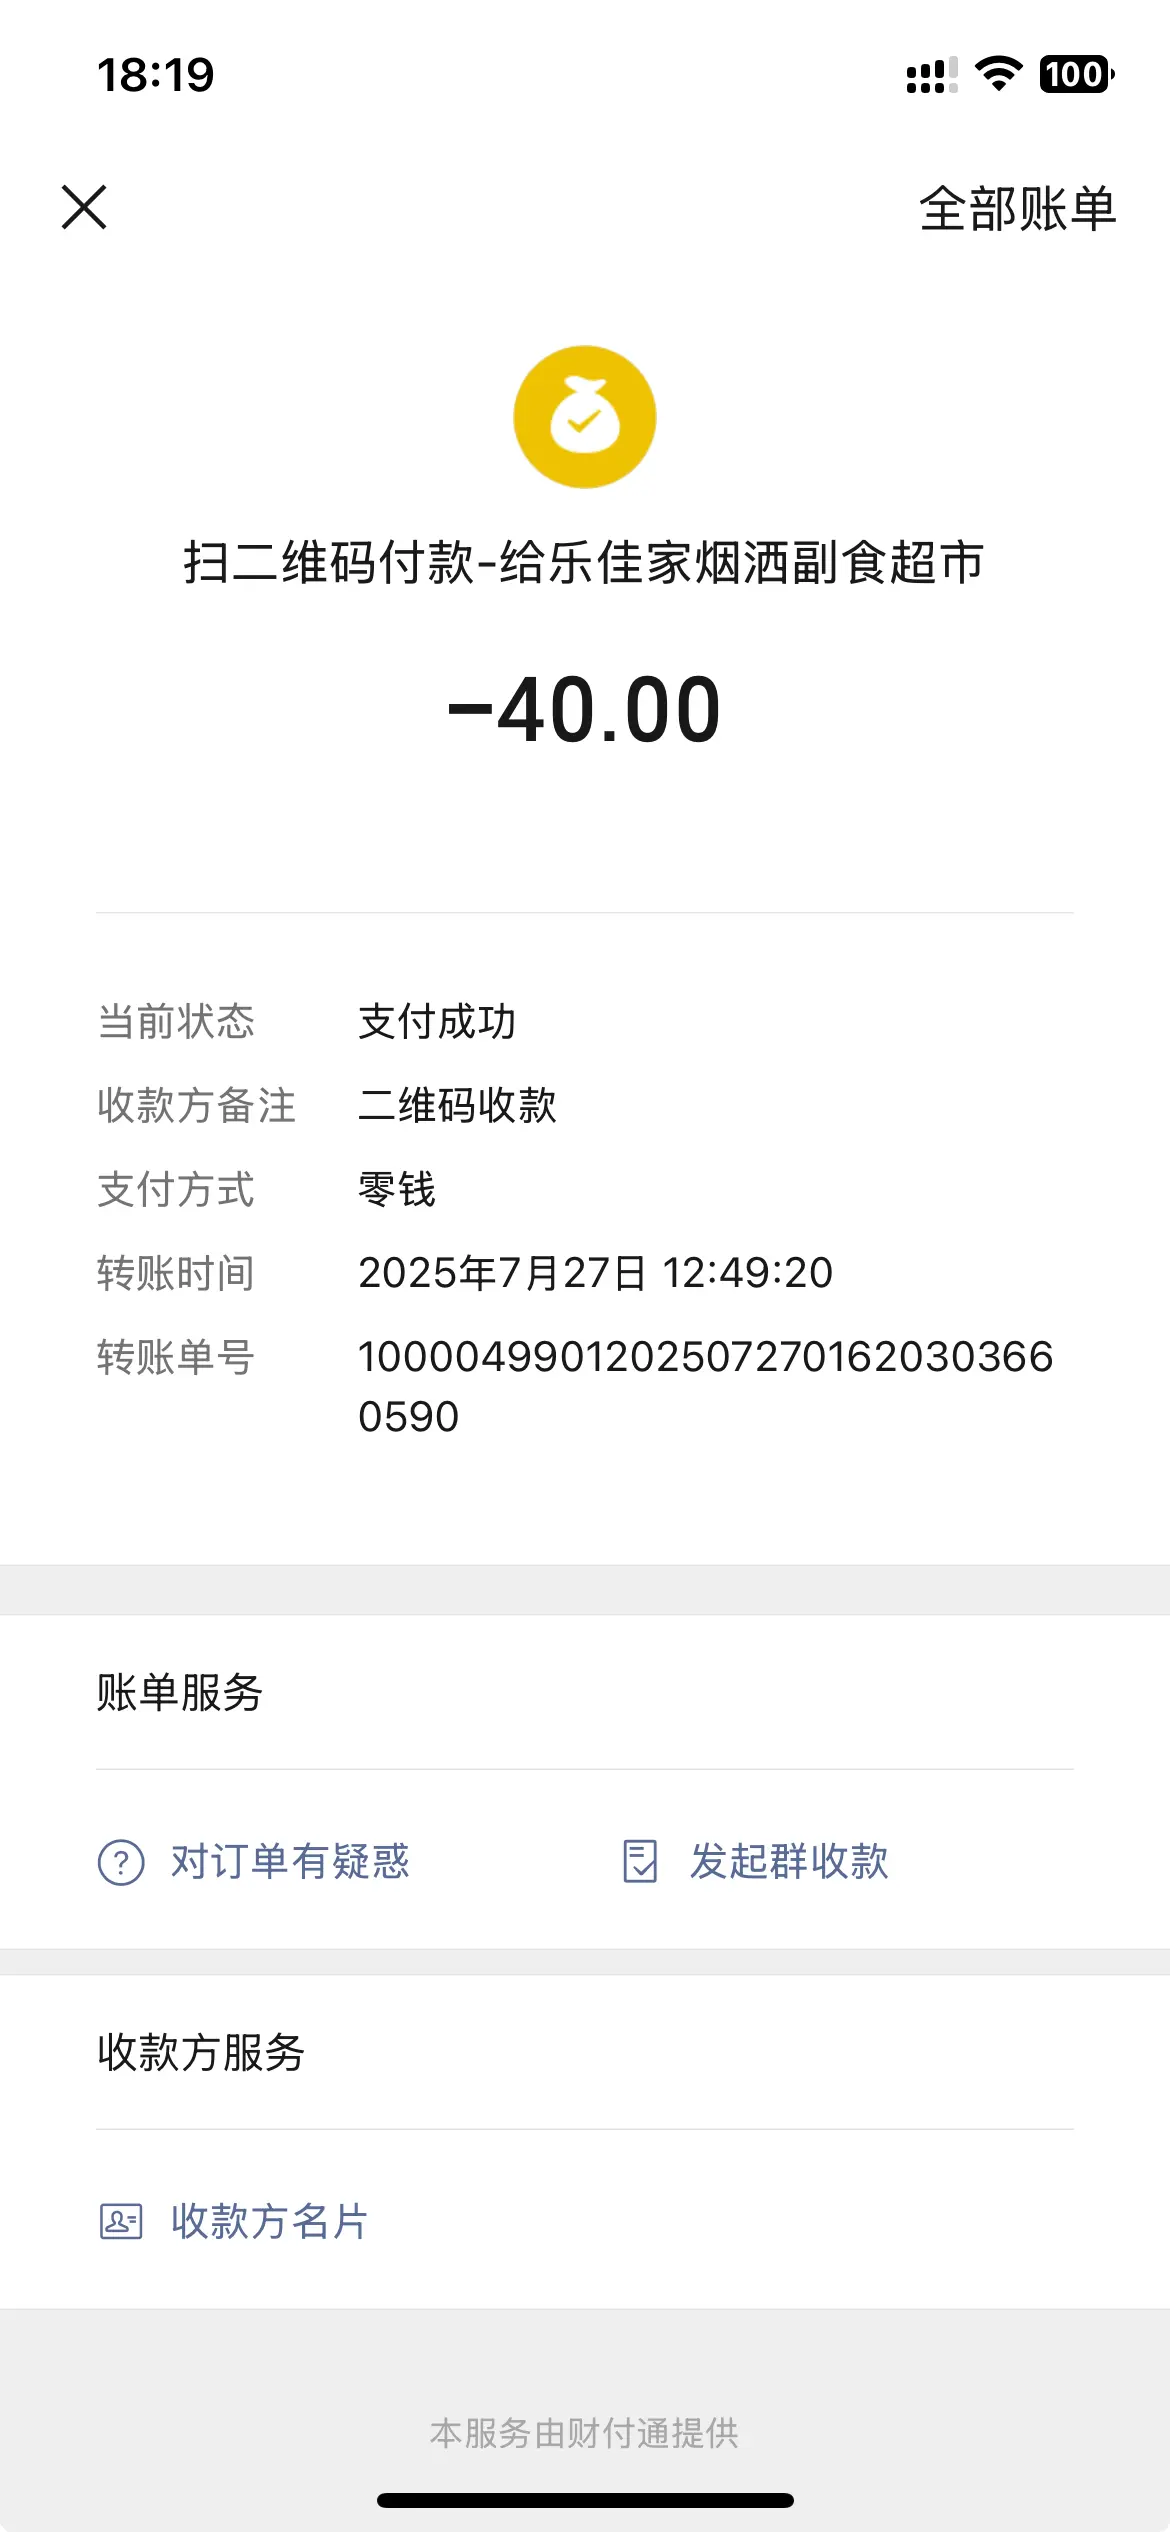 18:19
100
全部账单
扫二维码付款-给乐佳家烟洒副食超市
-40.00
当前状态 支付成功
收款方备注 二维码收款
支付方式 零钱
转账时间 2025年7月27日 12:49:20
转账单号 1000049901202507270162030366
0590
账单服务
对订单有疑惑 发起群收款
收款方服务
收款方名片
本服务由财付通提供